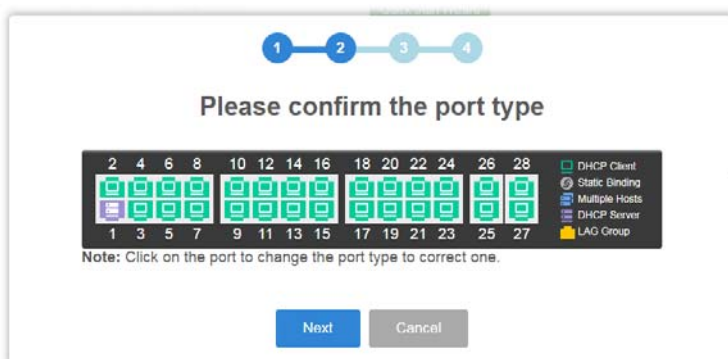 1 2 3 4
Please confirm the port type
2 4 6 8 10 12 14 16 18 20 22 24 26 28
1 3 5 7 9 11 13 15 17 19 21 23 25 27
DHCP Client
Static Binding
Multiple Hosts
DHCP Server
LAG Group
Note: Click on the port to change the port type to correct one.
Next Cancel